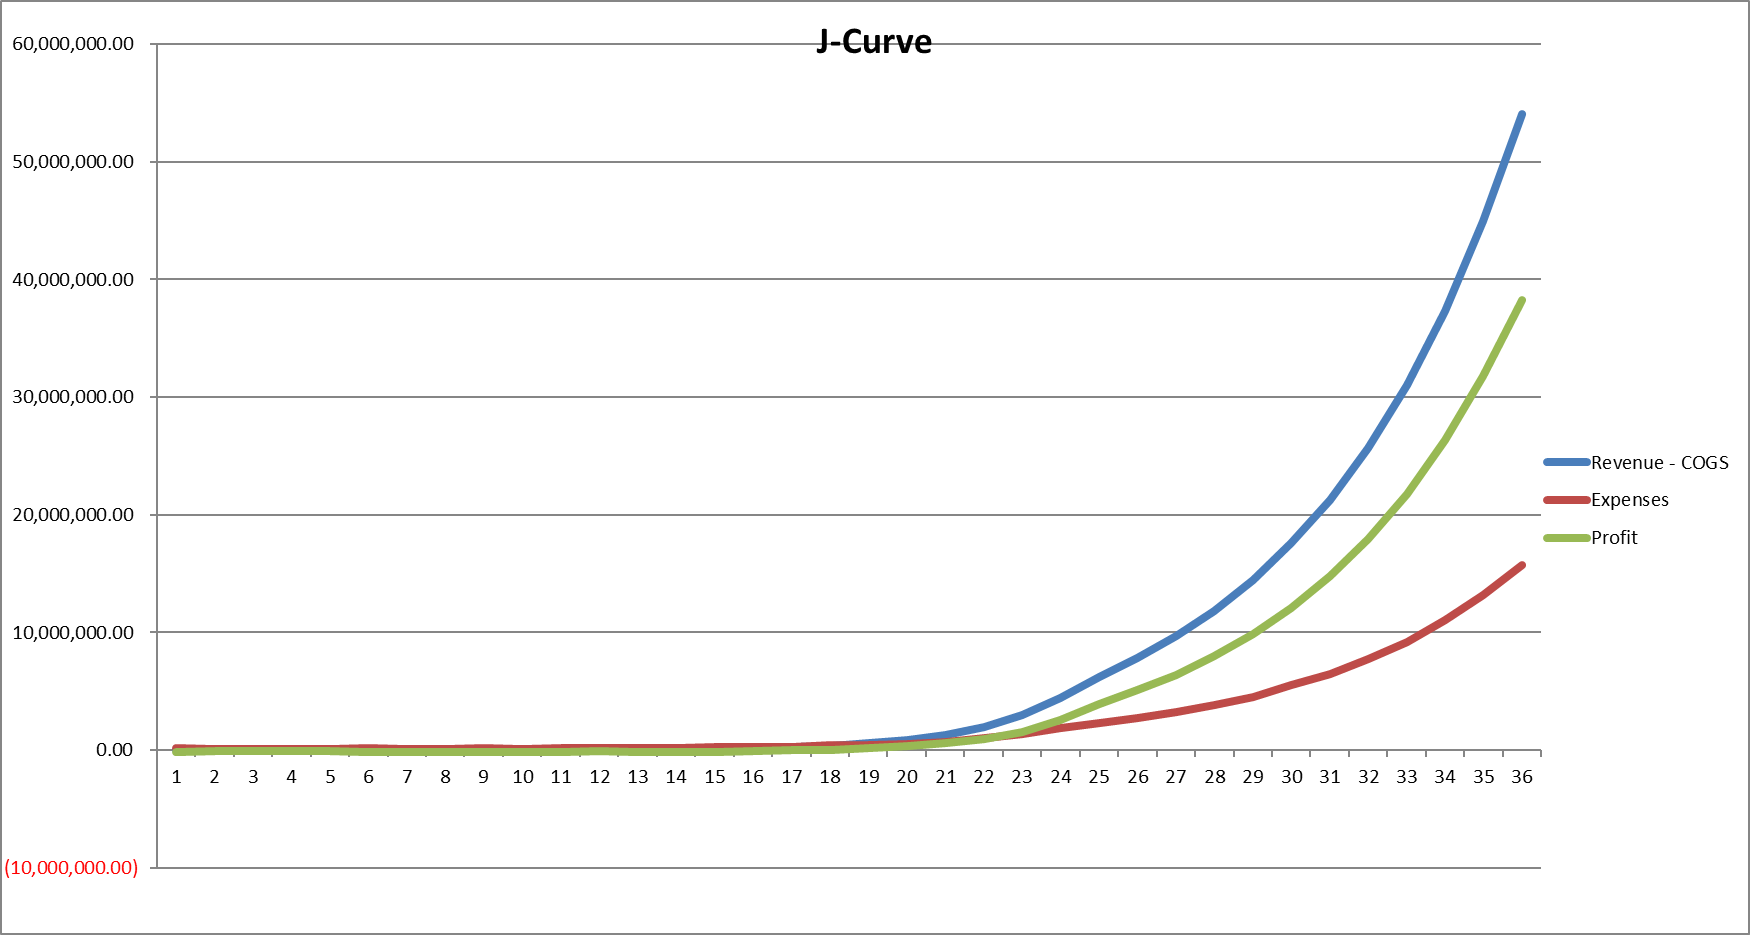 J-Curve
60,000,000.00
50,000,000.00
40,000,000.00
30,000,000.00
20,000,000.00
10,000,000.00
0.00
(10,000,000.00)
1 2 3 4 5 6 7 8 9 10 11 12 13 14 15 16 17 18 19 20 21 22 23 24 25 26 27 28 29 30 31 32 33 34 35 36
Revenue - COGS
Expenses
Profit